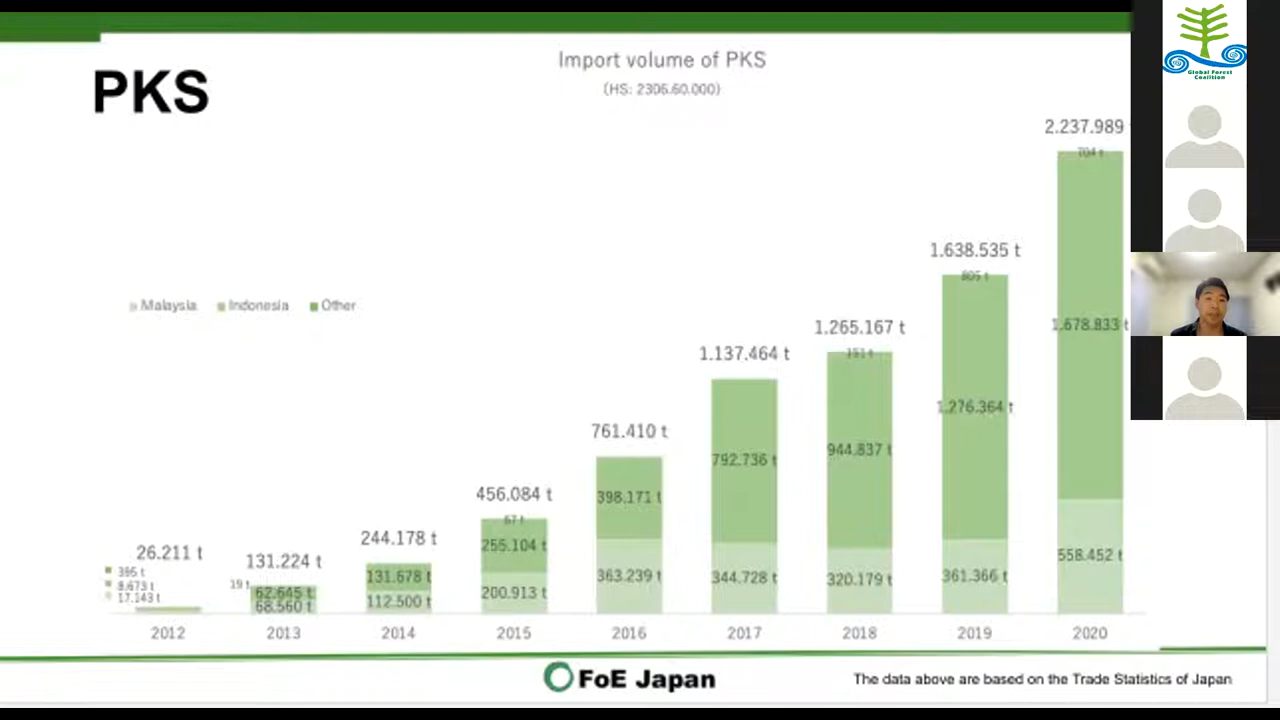 PKS
Import volume of PKS
(HS: 2306.60.000)
Malaysia Indonesia Other
26.211 t
395 t
8.673 t
17.143 t
131.224 t
19 t
62.645 t
68.560 t
244.178 t
131.678 t
112.500 t
456.084 t
67 t
255.104 t
200.913 t
761.410 t
398.171 t
363.239 t
1.137.464 t
792.736 t
344.728 t
1.265.167 t
151 t
944.837 t
320.179 t
1.638.535 t
805 t
1.276.364 t
361.366 t
2.237.989
704 t
1.678.833 t
558.452 t
2012 2013 2014 2015 2016 2017 2018 2019 2020
FoE Japan
The data above are based on the Trade Statistics of Japan
Global Forest
Coalition